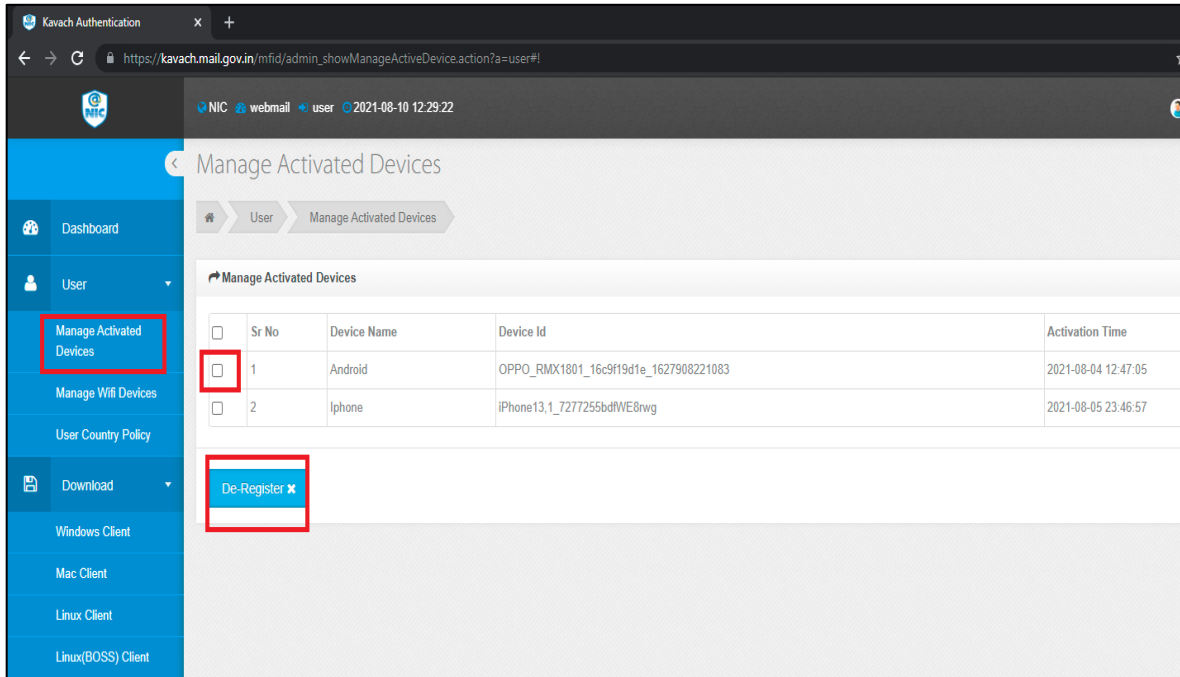 Kavach Authentication
https://kavach.mail.gov.in/mfid/admin_showManageActiveDevice.action?a=user#!
@
NIC
NIC webmail user 2021-08-10 12:29:22
Manage Activated Devices
User Manage Activated Devices
Dashboard
User
Manage Activated
Devices
Manage Wifi Devices
User Country Policy
Download
Windows Client
Mac Client
Linux Client
Linux(BOSS) Client
Manage Activated Devices
Sr No Device Name Device Id Activation Time
1 Android OPPO_RMX1801_16c9f19d1e_1627908221083 2021-08-04 12:47:05
2 Iphone iPhone13,1_7277255bdfWE8rwg 2021-08-05 23:46:57
De-Register